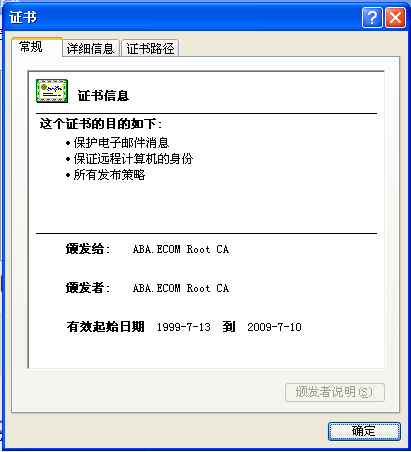 证书
常规 详细信息 证书路径
证书信息
这个证书的目的如下:
•保护电子邮件消息
•保证远程计算机的身份
•所有发布策略
颁发给: ABA.ECOM Root CA
颁发者: ABA.ECOM Root CA
有效起始日期 1999-7-13 到 2009-7-10
颁发者说明(S)
确定